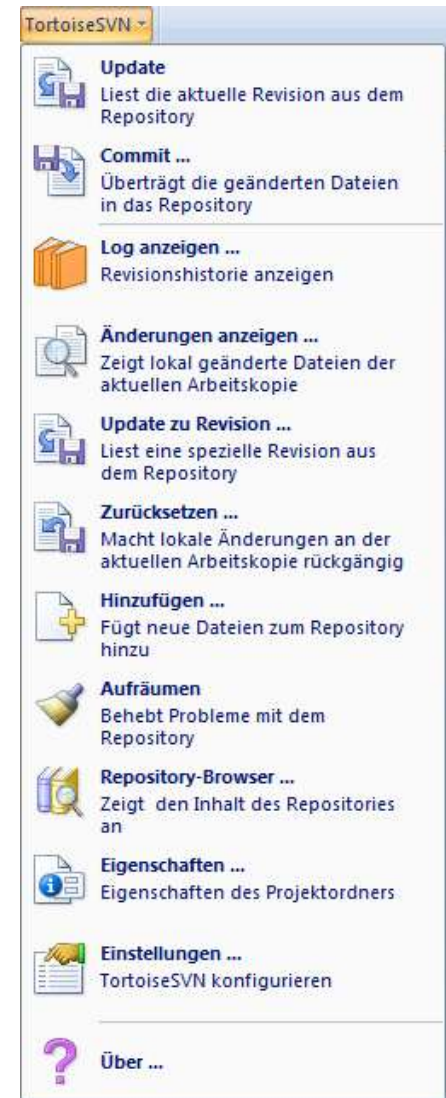 TortoiseSVN
Update
Liest die aktuelle Revision aus dem
Repository
Commit ...
Überträgt die geänderten Dateien
in das Repository
Log anzeigen ...
Revisionshistorie anzeigen
Änderungen anzeigen ...
Zeigt lokal geänderte Dateien der
aktuellen Arbeitskopie
Update zu Revision ...
Liest eine spezielle Revision aus
dem Repository
Zurücksetzen ...
Macht lokale Änderungen an der
aktuellen Arbeitskopie rückgängig
Hinzufügen ...
Fügt neue Dateien zum Repository
hinzu
Aufräumen
Behebt Probleme mit dem
Repository
Repository-Browser ...
Zeigt den Inhalt des Repositories
an
Eigenschaften ...
Eigenschaften des Projektordners
Einstellungen ...
TortoiseSVN konfigurieren
Über ...